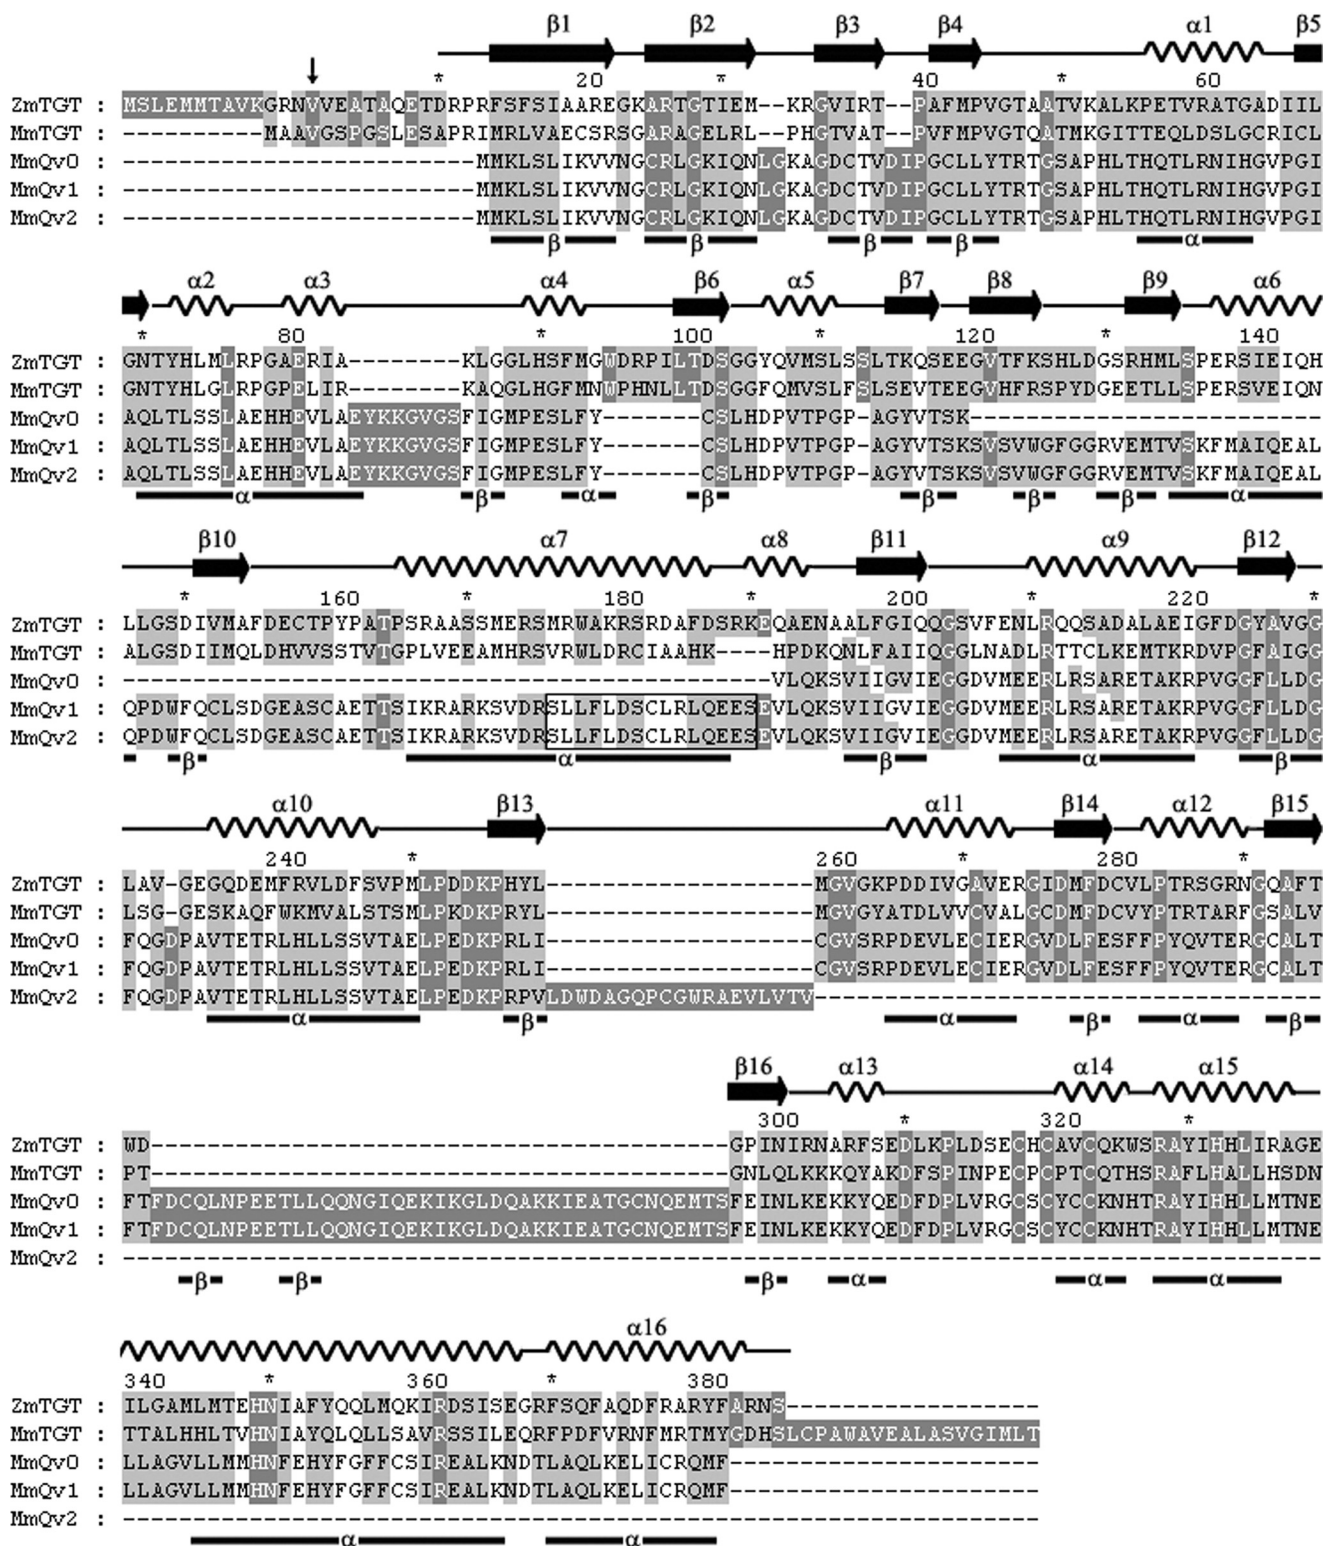 β1 β2 β3 β4 α1 β5
* 20 * 40 * 60
ZmTGT : MSLEMMTAVKGRNVVEATAQETDRPRFSFSIAAREGKARTGTIEM--KRGVIRT--PAFMPVGTAATVKALKPETVRATGADIIL
MmTGT : ----------MAAVGSPGSLESAPRIMRLVAECSRSGARAGELRL--PHGTVAT--PVFMPVGTQATMKGITTEQLDSLGCRICL
MmQv0 : -------------------------MMKLSLIKVVNGCRLGKIQNLGKAGDCTVDIPGCLLYTRTGSAPHLTHQTLRNIHGVPGI
MmQv1 : -------------------------MMKLSLIKVVNGCRLGKIQNLGKAGDCTVDIPGCLLYTRTGSAPHLTHQTLRNIHGVPGI
MmQv2 : -------------------------MMKLSLIKVVNGCRLGKIQNLGKAGDCTVDIPGCLLYTRTGSAPHLTHQTLRNIHGVPGI
β β β β α
α2 α3 α4 β6 α5 β7 β8 β9 α6
* 80 * 100 * 120 * 140
ZmTGT : GNTYHLMLRPGAERIA--------KLGGLHSFMGWDRPILTDSGGYQVMSLSSLTKQSEEGVTFKSHLDGSRHMLSPERSIEIQH
MmTGT : GNTYHLGLRPGPELIR--------KAQGLHGFMNWPHNLLTDSGGFQMVSLFSLSEVTEEGVHFRSPYDGEETLLSPERSVEIQN
MmQv0 : AQLTLSSLAEHHEVLAEYKKGVGSFIGMPESLFY-------CSLHDPVTPGP-AGYVTSK-------------------------
MmQv1 : AQLTLSSLAEHHEVLAEYKKGVGSFIGMPESLFY-------CSLHDPVTPGP-AGYVTSKSVSVWGFGGRVEMTVSKFMAIQEAL
MmQv2 : AQLTLSSLAEHHEVLAEYKKGVGSFIGMPESLFY-------CSLHDPVTPGP-AGYVTSKSVSVWGFGGRVEMTVSKFMAIQEAL
α β α β β β β α
β10 α7 α8 β11 α9 β12
* 160 * 180 * 200 * 220 *
ZmTGT : LLGSDIVMAFDECTPYPATPSRAASSMERSMRWAKRSRDAFDSRKEQAENAALFGIQQGSVFENLRQQSADALAEIGFDGYAVGG
MmTGT : ALGSDIIMQLDHVVSSTVTGPLVEEAMHRSVRWLDRCIAAHK----HPDKQNLFAIIQGGLNADLRTTCLKEMTKRDVPGFAIGG
MmQv0 : ----------------------------------------------VLQKSVIIGVIEGGDVMEERLRSARETAKRPVGGFLLDG
MmQv1 : QPDWFQCLSDGEASCAETTSIKRARKSVDRSLLFLDSCLRLQEESEVLQKSVIIGVIEGGDVMEERLRSARETAKRPVGGFLLDG
MmQv2 : QPDWFQCLSDGEASCAETTSIKRARKSVDRSLLFLDSCLRLQEESEVLQKSVIIGVIEGGDVMEERLRSARETAKRPVGGFLLDG
β α β α β
α10 β13 α11 β14 α12 β15
240 * 260 * 280 *
ZmTGT : LAV-GEGQDEMFRVLDFSVPMLPDDKPHYL-------------------MGVGKPDDIVGAVERGIDMFDCVLPTRSGRNGQAFT
MmTGT : LSG-GESKAQFWKMVALSTSMLPKDKPRYL-------------------MGVGYATDLVVCVALGCDMFDCVYPTRTARFGSALV
MmQv0 : FQGDPAVTETRLHLLSSVTAELPEDKPRLI-------------------CGVSRPDEVLECIERGVDLFESFFPYQVTERGCALT
MmQv1 : FQGDPAVTETRLHLLSSVTAELPEDKPRLI-------------------CGVSRPDEVLECIERGVDLFESFFPYQVTERGCALT
MmQv2 : FQGDPAVTETRLHLLSSVTAELPEDKPRPVLDWDAGQPCGWRAEVLVTV------------------------------------
α β α β α β
β16 α13 α14 α15
300 * 320 *
ZmTGT : WD-----------------------------------------GPINIRNARFSEDLKPLDSECHCAVCQKWSRAYIHHLIRAGE
MmTGT : PT-----------------------------------------GNLQLKKKQYAKDFSPINPECPCPTCQTHSRAFLHALLHSDN
MmQv0 : FTFDCQLNPEETLLQQNGIQEKIKGLDQAKKIEATGCNQEMTSFEINLKEKKYQEDFDPLVRGCSCYCCKNHTRAYIHHLLMTNE
MmQv1 : FTFDCQLNPEETLLQQNGIQEKIKGLDQAKKIEATGCNQEMTSFEINLKEKKYQEDFDPLVRGCSCYCCKNHTRAYIHHLLMTNE
MmQv2 : -------------------------------------------------------------------------------------
β β β α α α
α16
340 * 360 * 380
ZmTGT : ILGAMLMTEHNIAFYQQLMQKIRDSISEGRFSQFAQDFRARYFARNS------------------
MmTGT : TTALHHLTVHNIAYQLQLLSAVRSSILEQRFPDFVRNFMRTMYGDHSLCPAWAVEALASVGIMLT
MmQv0 : LLAGVLLMMHNFEHYFGFFCSIREALKNDTLAQLKELICRQMF----------------------
MmQv1 : LLAGVLLMMHNFEHYFGFFCSIREALKNDTLAQLKELICRQMF----------------------
MmQv2 : -----------------------------------------------------------------
α α